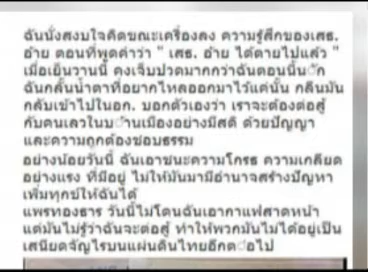 ฉันนั่งสงบใจคิดขณะเครื่องลง ความรู้สึกของเสธ.
อ้าย ตอนที่พูดคำว่า " เสธ. อ้าย ได้ตายไปแล้ว "
เมื่อเย็นวานนี้ คงเจ็บปวดมากกว่าฉันตอนนั้นัก
ฉันกลั้นน้ำตาที่อยากไหลออกมาไว้แค่นั้น กลืนมัน
กลับเข้าไปในอก. บอกตัวเองว่า เราจะต้องต่อสู้
กับคนเลวในบ้านเมืองอย่างมีสติ ด้วยปัญญา
และความถูกต้องชอบธรรม
อย่างน้อยวันนี้ ฉันเอาชนะความโกรธ ความเกลียด
อย่างแรง ที่มีอยู่ ไม่ให้มันมามีอำนาจสร้างปัญหา
เพิ่มทุกข์ให้ฉันได้
แพรทองธาร วันนี้ไม่โดนฉันเอากาแฟสาดหน้า
แต่มันไม่รู้ว่าฉันจะต่อสู้ ทำให้พวกมันไม่ได้อยู่เป็น
เสนียดจัญไรบนแผ่นดินไทยอีกต่อไป